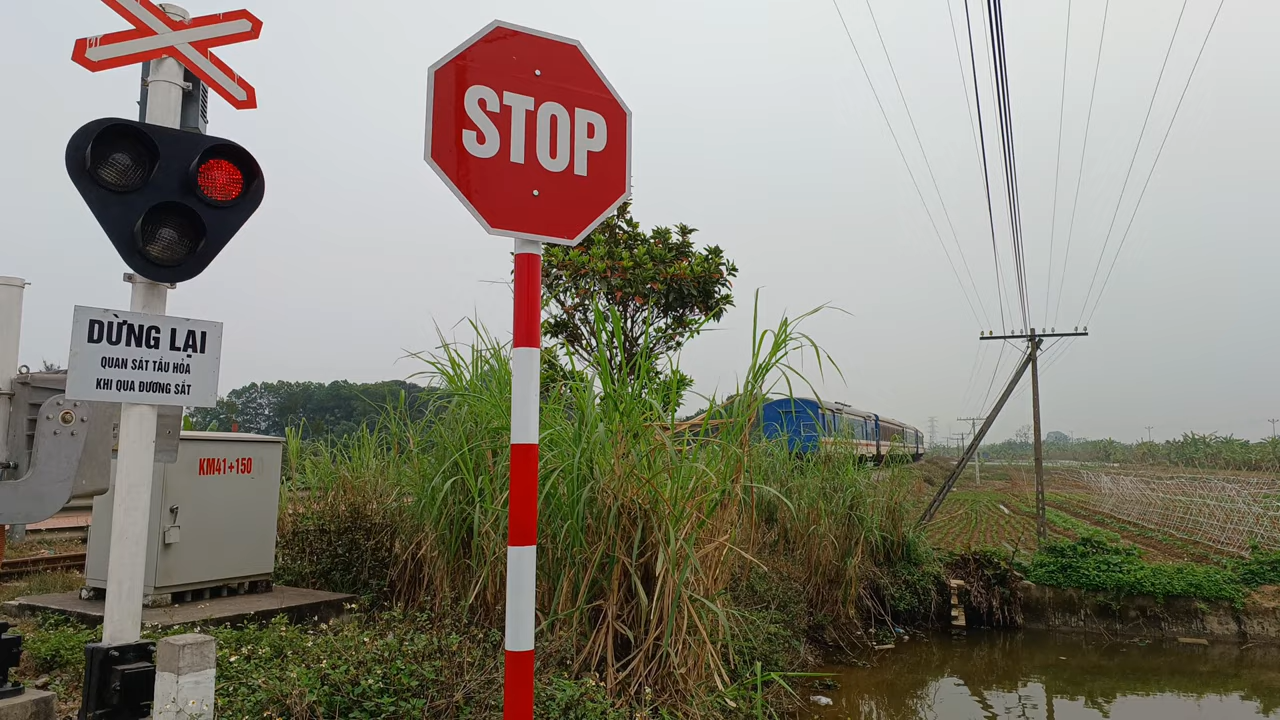 STOP
DỪNG LẠI
QUAN SÁT TẦU HỎA
KHI QUA ĐƯỜNG SẮT
KM41+150